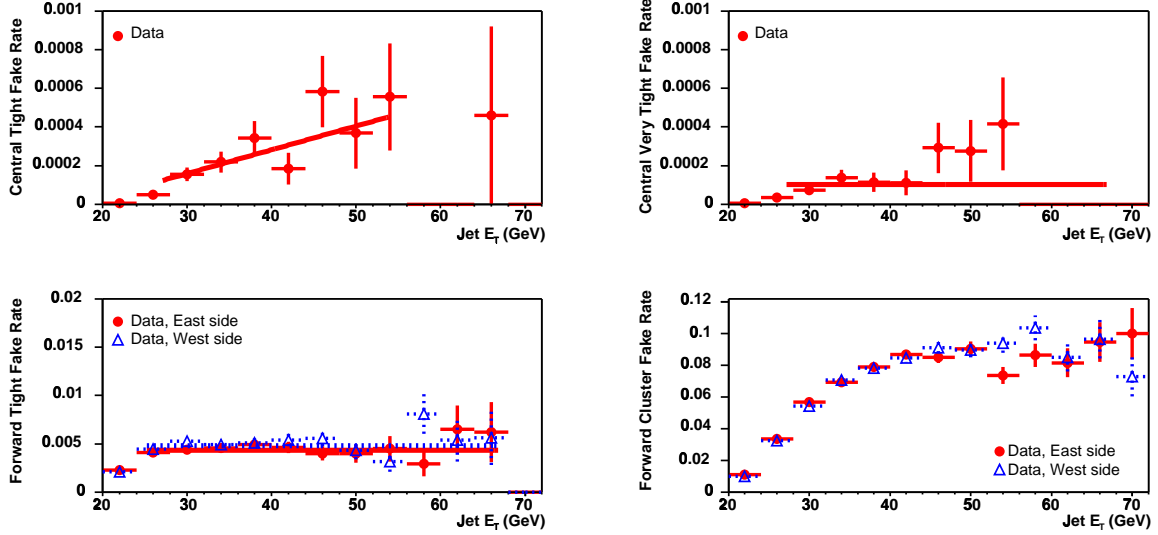 Central Tight Fake Rate
0.001
0.0008
0.0006
0.0004
0.0002
0
Data
20 30 40 50 60 70
Jet E_T (GeV)
Central Very Tight Fake Rate
0.001
0.0008
0.0006
0.0004
0.0002
0
Data
20 30 40 50 60 70
Jet E_T (GeV)
Forward Tight Fake Rate
0.02
0.015
0.01
0.005
0
Data, East side
Data, West side
20 30 40 50 60 70
Jet E_T (GeV)
Forward Cluster Fake Rate
0.12
0.1
0.08
0.06
0.04
0.02
0
Data, East side
Data, West side
20 30 40 50 60 70
Jet E_T (GeV)